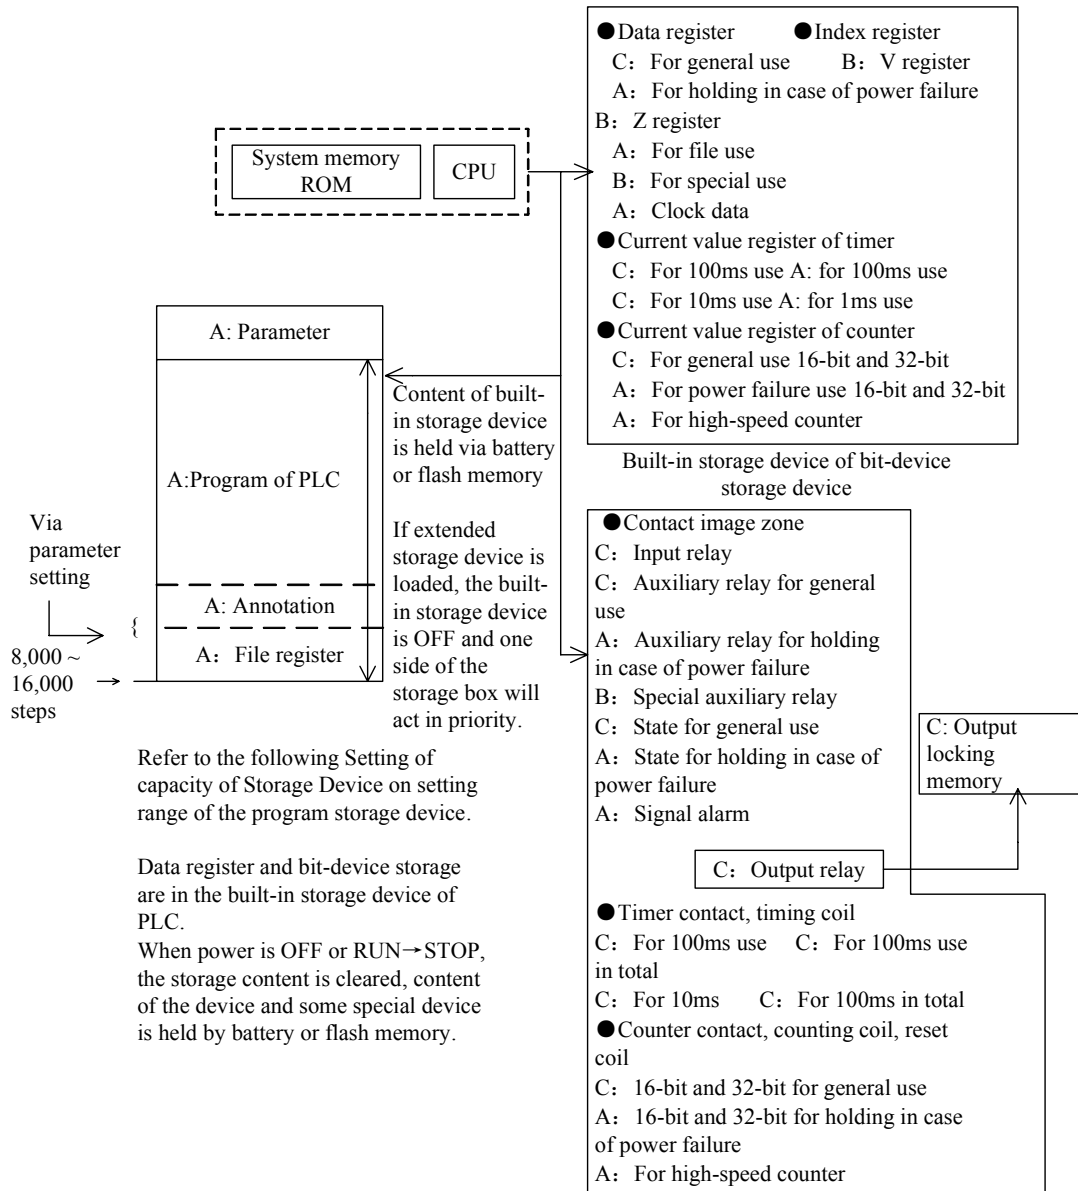 ●Data register ●Index register
C：For general use B：V register
A：For holding in case of power failure
B：Z register
A：For file use
B：For special use
A：Clock data
●Current value register of timer
C：For 100ms use A: for 100ms use
C：For 10ms use A: for 1ms use
●Current value register of counter
C：For general use 16-bit and 32-bit
A：For power failure use 16-bit and 32-bit
A：For high-speed counter
System memory
ROM
CPU
A: Parameter
A:Program of PLC
A: Annotation
A：File register
Content of built-
in storage device
is held via battery
or flash memory
If extended
storage device is
loaded, the built-
in storage device
is OFF and one
side of the
storage box will
act in priority.
Via
parameter
setting
{
8,000 ~
16,000
steps
Built-in storage device of bit-device
storage device
●Contact image zone
C：Input relay
C：Auxiliary relay for general
use
A：Auxiliary relay for holding
in case of power failure
B：Special auxiliary relay
C：State for general use
A：State for holding in case of
power failure
A：Signal alarm
C：Output relay
C: Output
locking
memory
●Timer contact, timing coil
C：For 100ms use C：For 100ms use
in total
C：For 10ms C：For 100ms in total
●Counter contact, counting coil, reset
coil
C：16-bit and 32-bit for general use
A：16-bit and 32-bit for holding in case
of power failure
A：For high-speed counter
Refer to the following Setting of
capacity of Storage Device on setting
range of the program storage device.
Data register and bit-device storage
are in the built-in storage device of
PLC.
When power is OFF or RUN→STOP,
the storage content is cleared, content
of the device and some special device
is held by battery or flash memory.